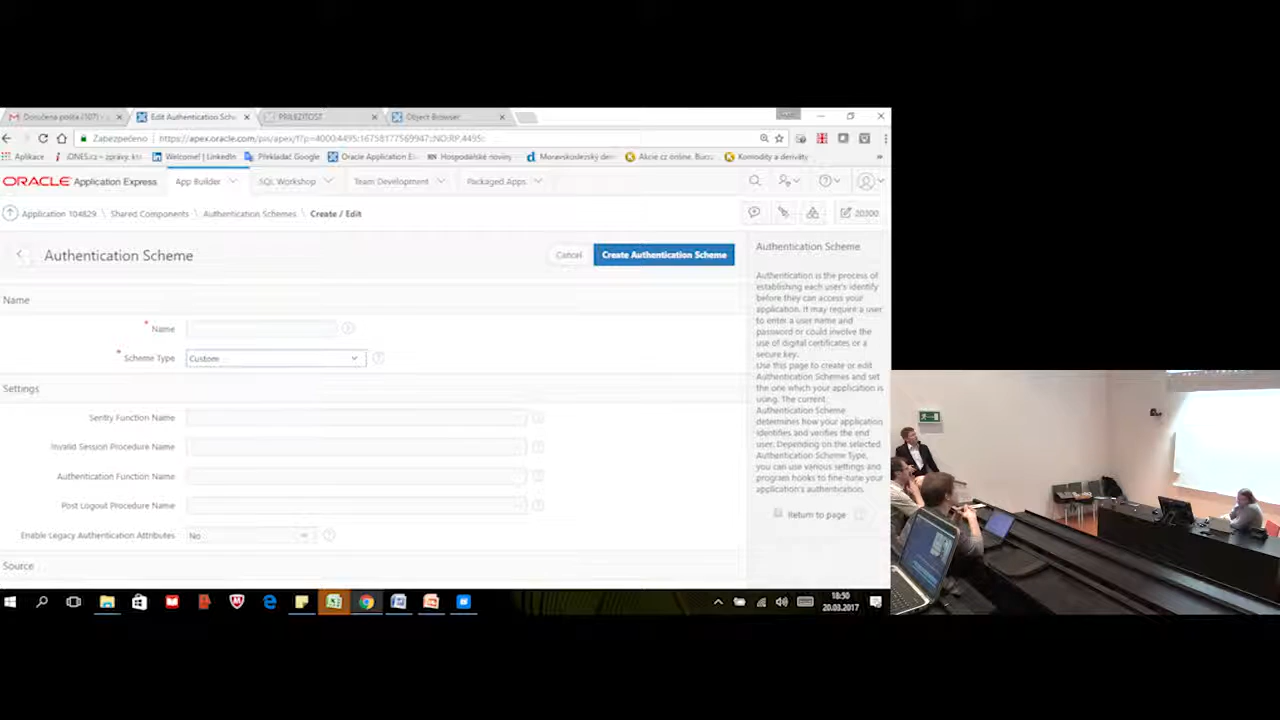 Doručena pošta (107) -
Edit Authentication Sche
PRILEZITOST
Object Browser
Zabezpečeno
https://apex.oracle.com/pls/apex/f?p=4000:4495:16758177569947::NO:RP,4495::
Aplikace
iDNES.cz – zprávy, kte
Welcome! | LinkedIn
Překladač Google
Oracle Application E
Hospodářské noviny
Moravskoslezský den
Akcie cz online. Burz
Komodity a deriváty
»
ORACLE Application Express
App Builder
SQL Workshop
Team Development
Packaged Apps
Application 104829 \ Shared Components \ Authentication Schemes \ Create / Edit
20300
Authentication Scheme
Cancel
Create Authentication Scheme
Name
* Name
* Scheme Type
Custom
Settings
Sentry Function Name
Invalid Session Procedure Name
Authentication Function Name
Post Logout Procedure Name
Enable Legacy Authentication Attributes
No
Source
Authentication Scheme
Authentication is the process of
establishing each user's identify
before they can access your
application. It may require a user
to enter a user name and
password or could involve the
use of digital certificates or a
secure key.
Use this page to create or edit
Authentication Schemes and set
the one which your application is
using. The current
Authentication Scheme
determines how your application
identifies and verifies the end
user. Depending on the selected
Authentication Scheme Type,
you can use various settings and
program hooks to fine-tune your
application's authentication.
Return to page
18:50
20.03.2017